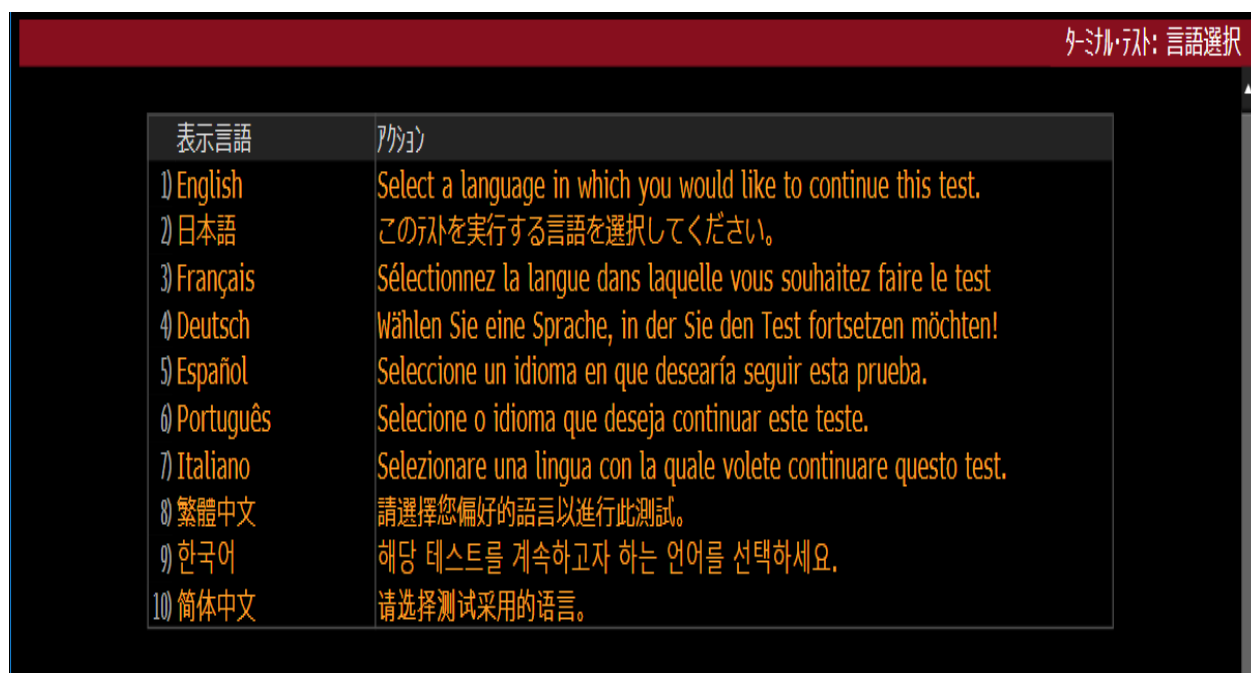 ﾀｰﾐﾅﾙ･ﾃｽﾄ: 言語選択
表示言語 ｱｸｼｮﾝ
1) English Select a language in which you would like to continue this test.
2) 日本語 このﾃｽﾄを実行する言語を選択してください。
3) Français Sélectionnez la langue dans laquelle vous souhaitez faire le test
4) Deutsch Wählen Sie eine Sprache, in der Sie den Test fortsetzen möchten!
5) Español Seleccione un idioma en que desearía seguir esta prueba.
6) Português Selecione o idioma que deseja continuar este teste.
7) Italiano Selezionare una lingua con la quale volete continuare questo test.
8) 繁體中文 請選擇您偏好的語言以進行此測試。
9) 한국어 해당 테스트를 계속하고자 하는 언어를 선택하세요.
10) 简体中文 请选择测试采用的语言。